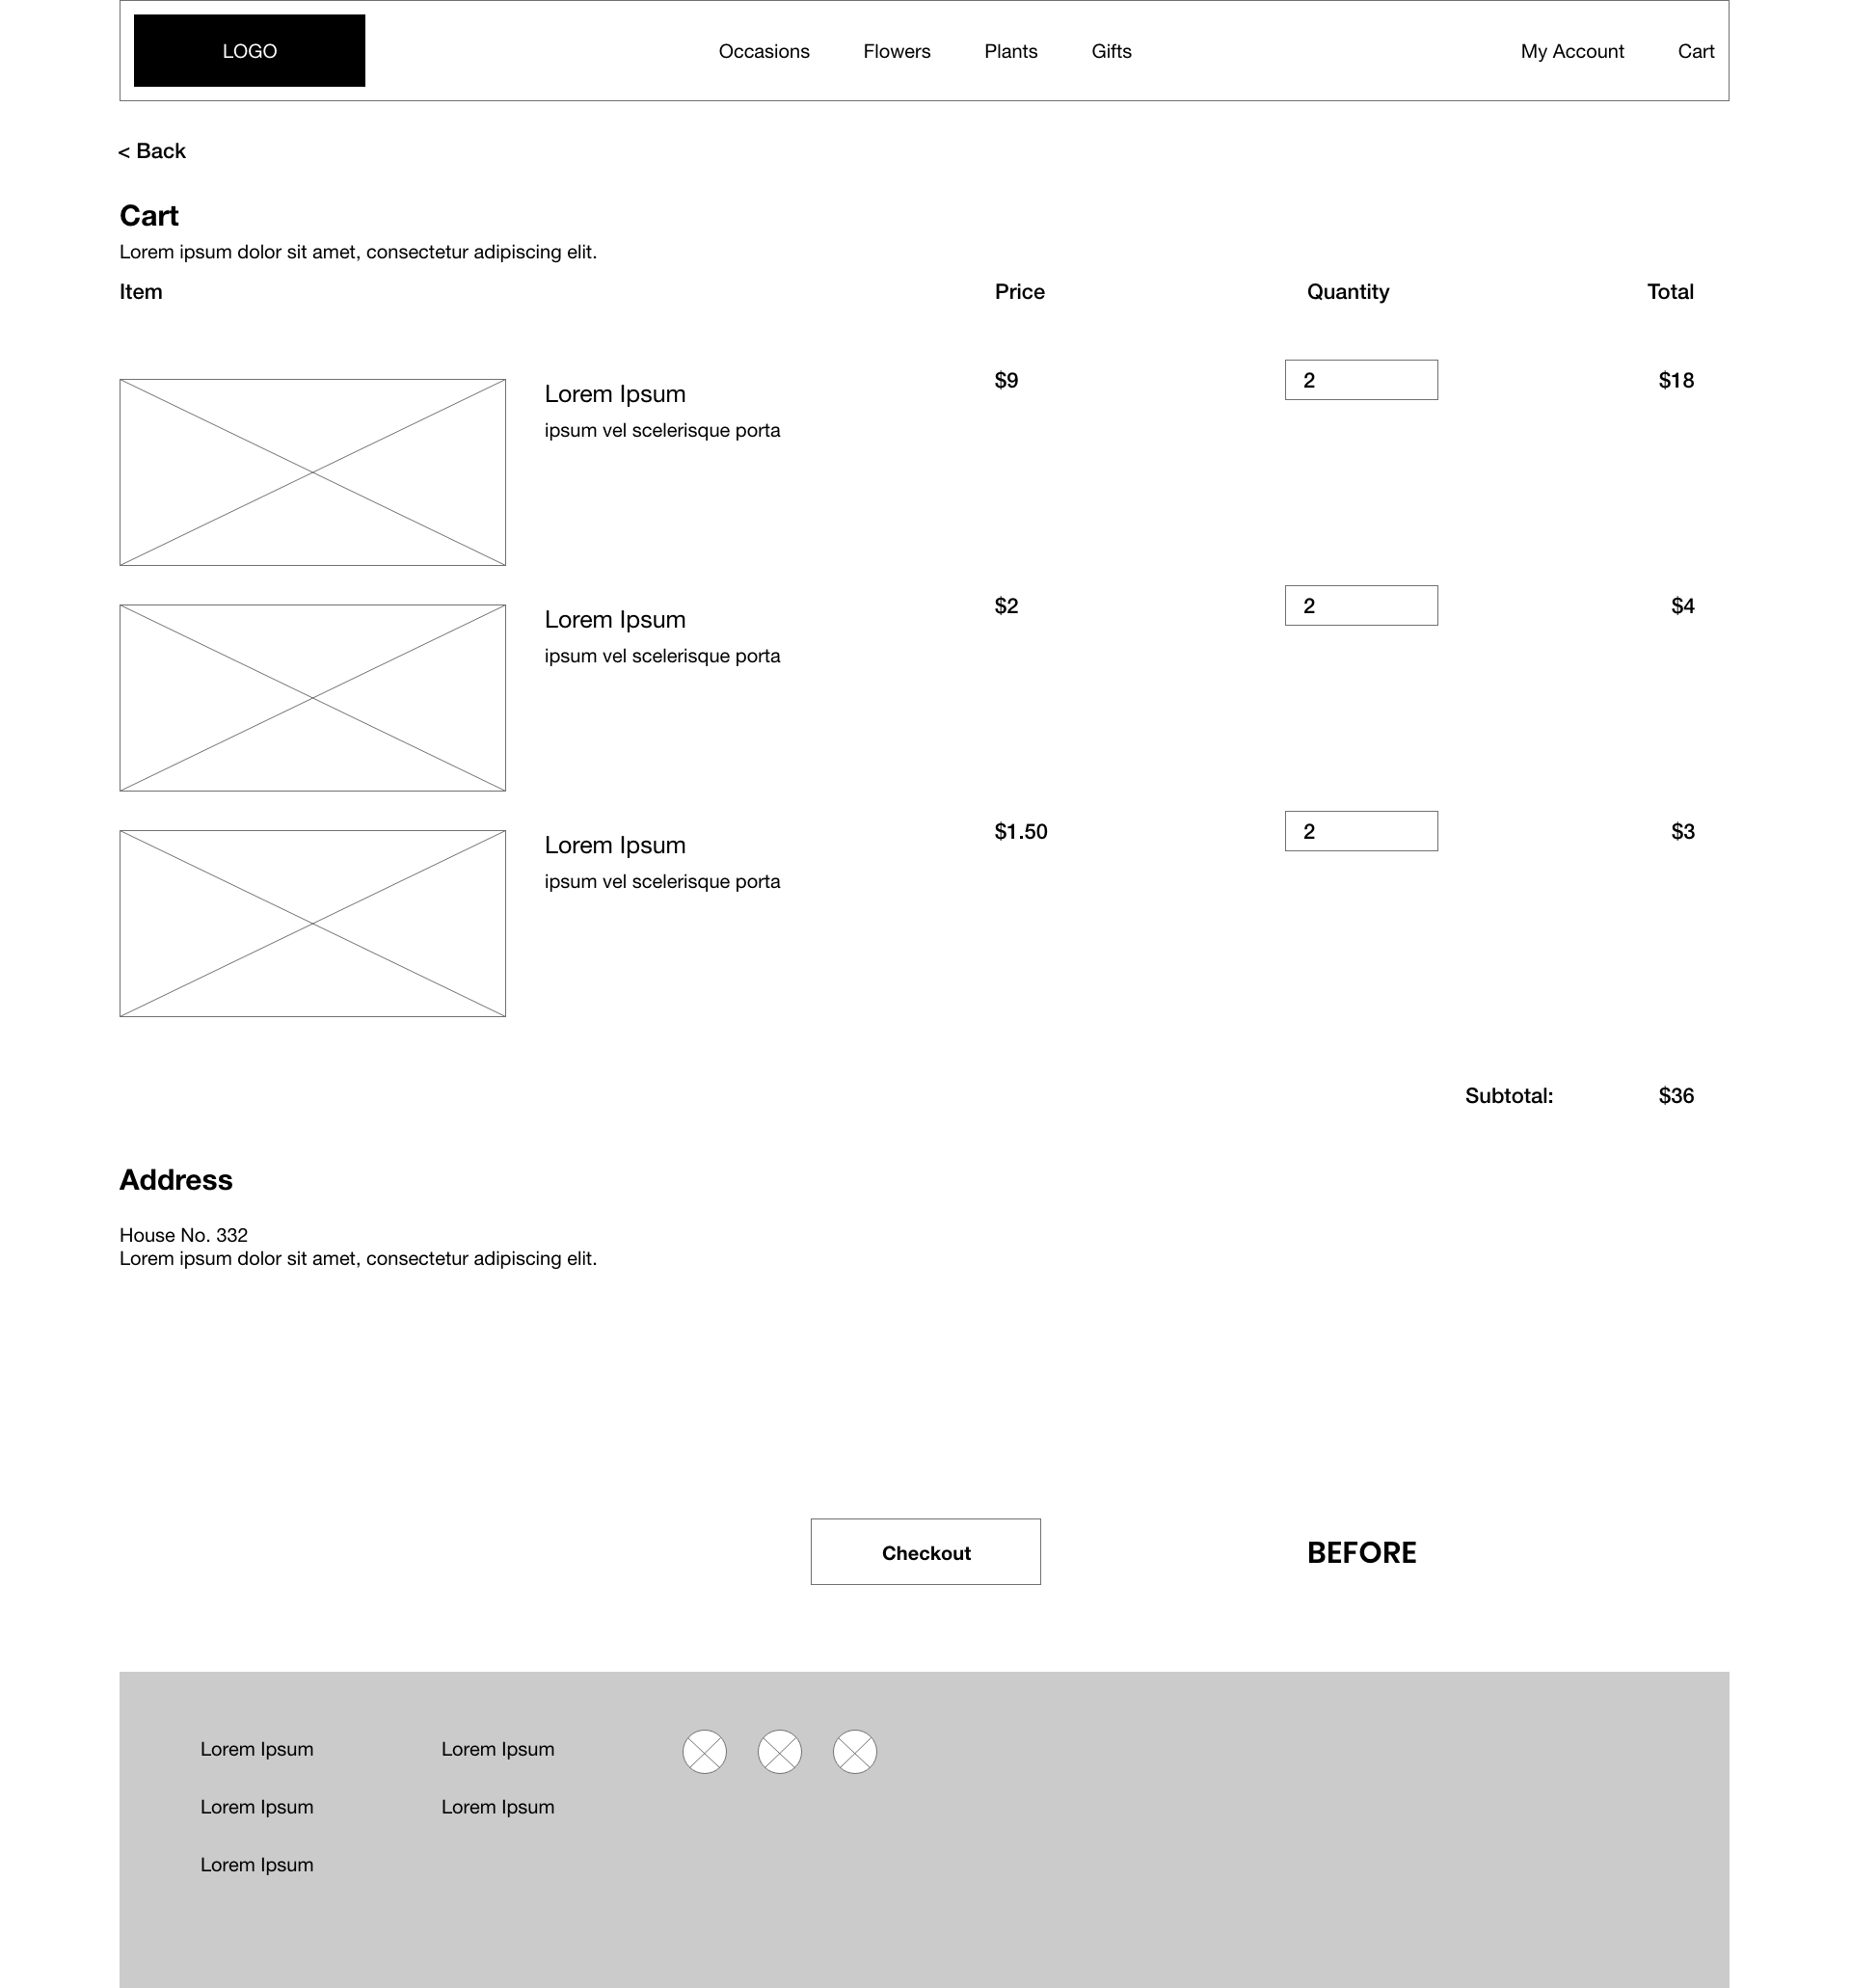 LOGO Occasions Flowers Plants Gifts My Account Cart
< Back
Cart
Lorem ipsum dolor sit amet, consectetur adipiscing elit.
Item Price Quantity Total
Lorem Ipsum $9 2 $18
ipsum vel scelerisque porta
Lorem Ipsum $2 2 $4
ipsum vel scelerisque porta
Lorem Ipsum $1.50 2 $3
ipsum vel scelerisque porta
Subtotal: $36
Address
House No. 332
Lorem ipsum dolor sit amet, consectetur adipiscing elit.
Checkout BEFORE
Lorem Ipsum Lorem Ipsum
Lorem Ipsum Lorem Ipsum
Lorem Ipsum